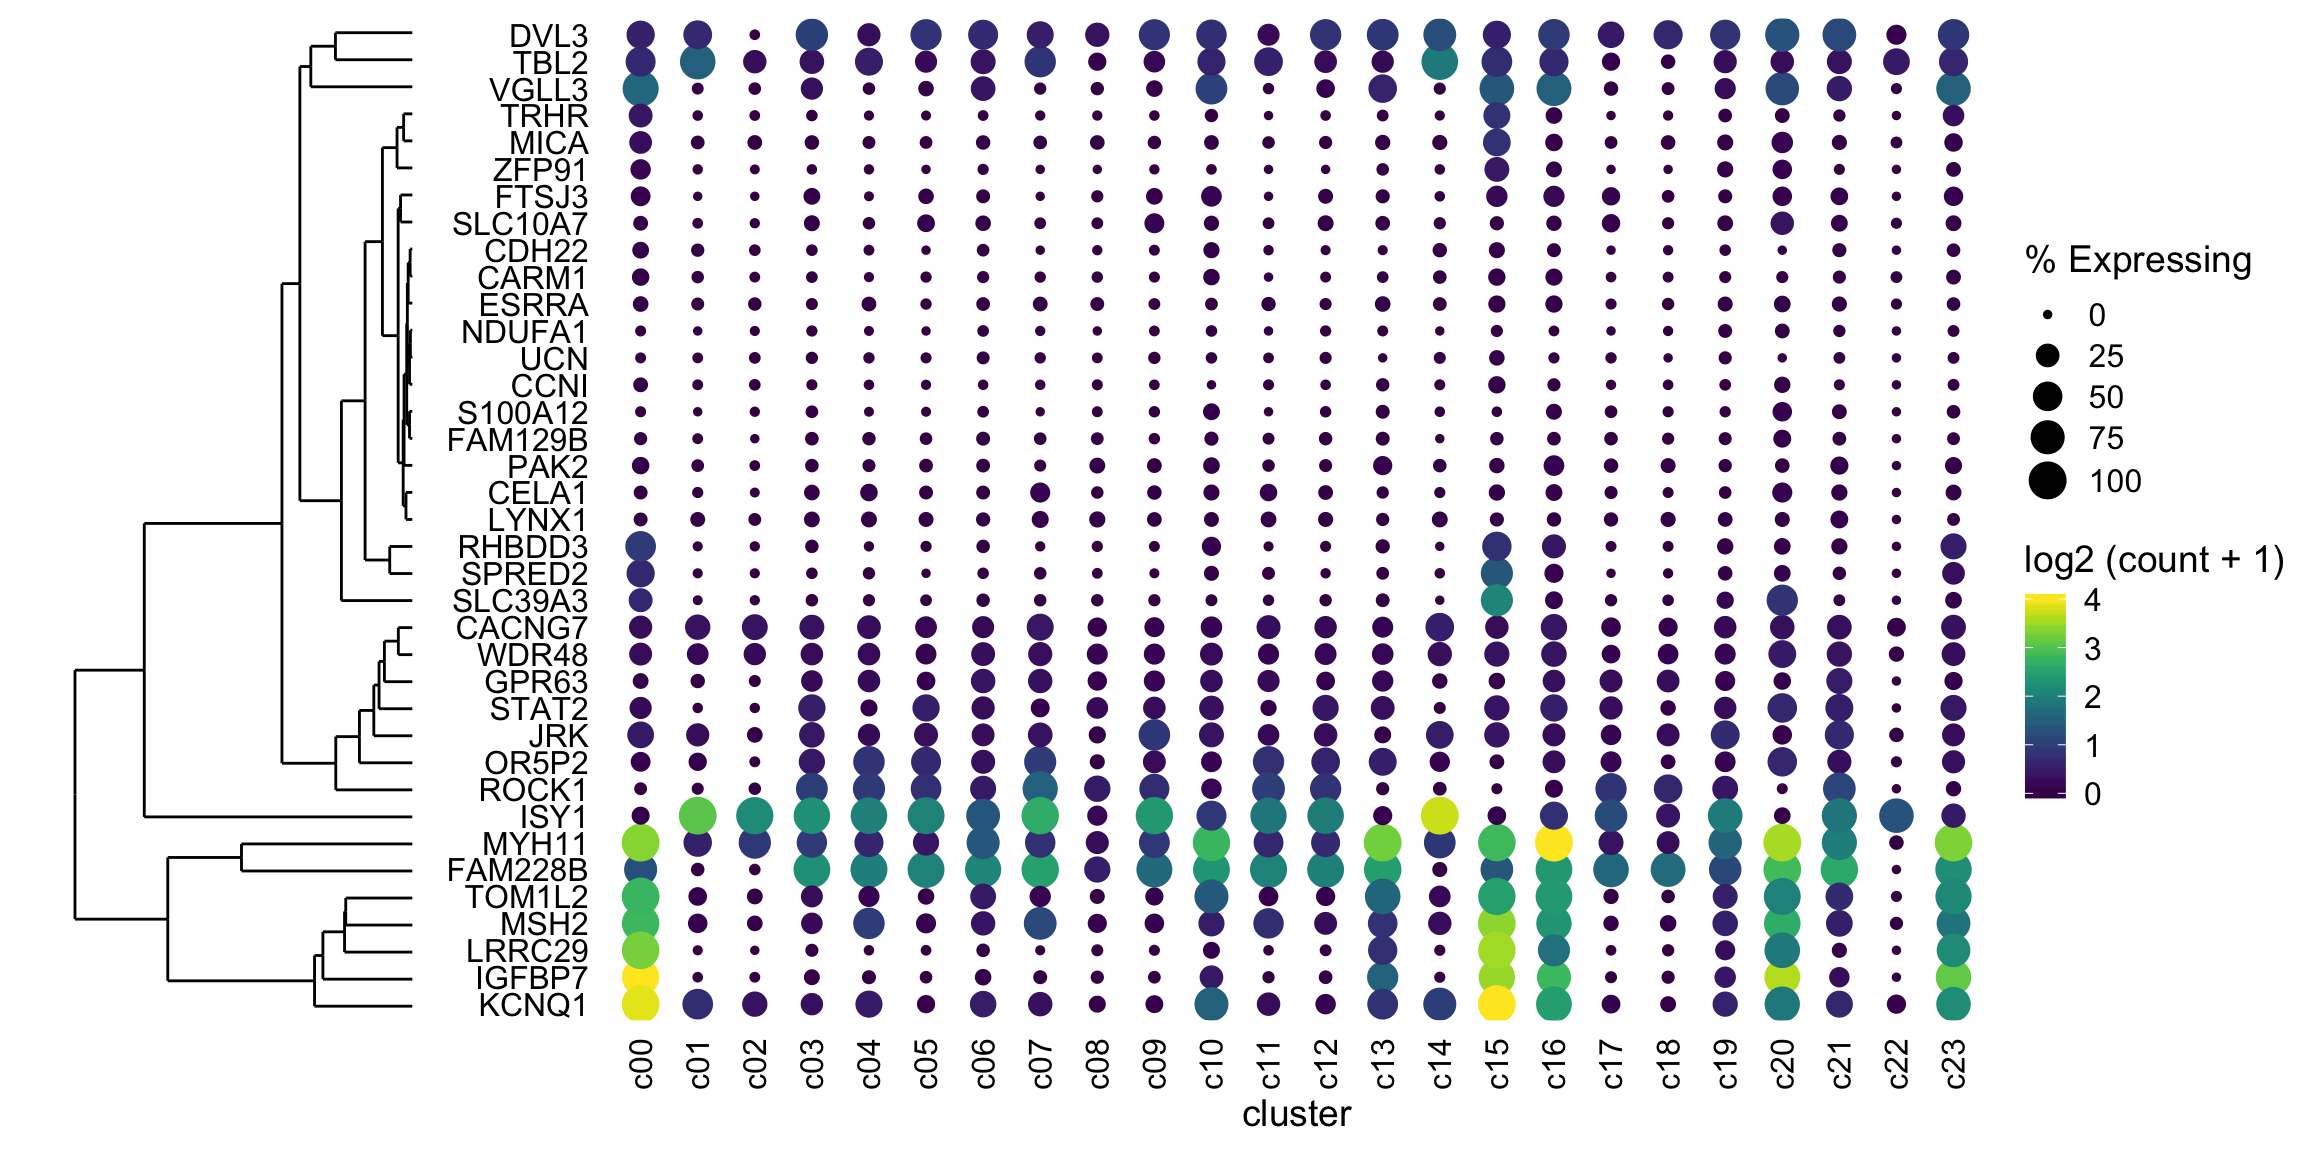 DVL3
TBL2
VGLL3
TRHR
MICA
ZFP91
FTSJ3
SLC10A7
CDH22
CARM1
ESRRA
NDUFA1
UCN
CCNI
S100A12
FAM129B
PAK2
CELA1
LYNX1
RHBDD3
SPRED2
SLC39A3
CACNG7
WDR48
GPR63
STAT2
JRK
OR5P2
ROCK1
ISY1
MYH11
FAM228B
TOM1L2
MSH2
LRRC29
IGFBP7
KCNQ1
c00 c01 c02 c03 c04 c05 c06 c07 c08 c09 c10 c11 c12 c13 c14 c15 c16 c17 c18 c19 c20 c21 c22 c23
cluster
% Expressing
0
25
50
75
100
log2 (count + 1)
4
3
2
1
0